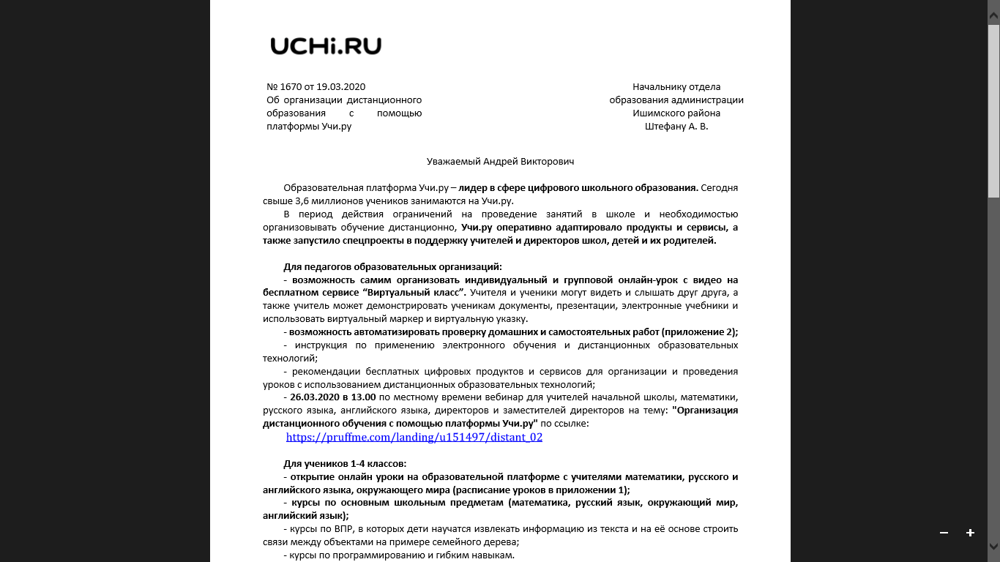 UCHi.RU
№ 1670 от 19.03.2020
Об организации дистанционного
образования с помощью
платформы Учи.ру
Начальнику отдела
образования администрации
Ишимского района
Штефану А. В.
Уважаемый Андрей Викторович
Образовательная платформа Учи.ру – лидер в сфере цифрового школьного образования. Сегодня
свыше 3,6 миллионов учеников занимаются на Учи.ру.
В период действия ограничений на проведение занятий в школе и необходимостью
организовывать обучение дистанционно, Учи.ру оперативно адаптировало продукты и сервисы, а
также запустило спецпроекты в поддержку учителей и директоров школ, детей и их родителей.
Для педагогов образовательных организаций:
- возможность самим организовать индивидуальный и групповой онлайн-урок с видео на
бесплатном сервисе “Виртуальный класс”. Учителя и ученики могут видеть и слышать друг друга, а
также учитель может демонстрировать ученикам документы, презентации, электронные учебники и
использовать виртуальный маркер и виртуальную указку.
- возможность автоматизировать проверку домашних и самостоятельных работ (приложение 2);
- инструкция по применению электронного обучения и дистанционных образовательных
технологий;
- рекомендации бесплатных цифровых продуктов и сервисов для организации и проведения
уроков с использованием дистанционных образовательных технологий;
- 26.03.2020 в 13.00 по местному времени вебинар для учителей начальной школы, математики,
русского языка, английского языка, директоров и заместителей директоров на тему: "Организация
дистанционного обучения с помощью платформы Учи.ру" по ссылке:
https://pruffme.com/landing/u151497/distant_02
Для учеников 1-4 классов:
- открытие онлайн уроки на образовательной платформе с учителями математики, русского и
английского языка, окружающего мира (расписание уроков в приложении 1);
- курсы по основным школьным предметам (математика, русский язык, окружающий мир,
английский язык);
- курсы по ВПР, в которых дети научатся извлекать информацию из текста и на её основе строить
связи между объектами на примере семейного дерева;
- курсы по программированию и гибким навыкам.